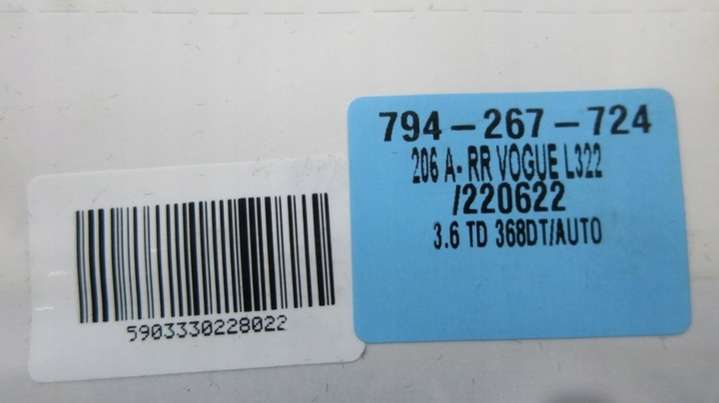 794-267-724
206 A- RR VOGUE L322
/220622
3.6 TD 368DT/AUTO
5903330228022